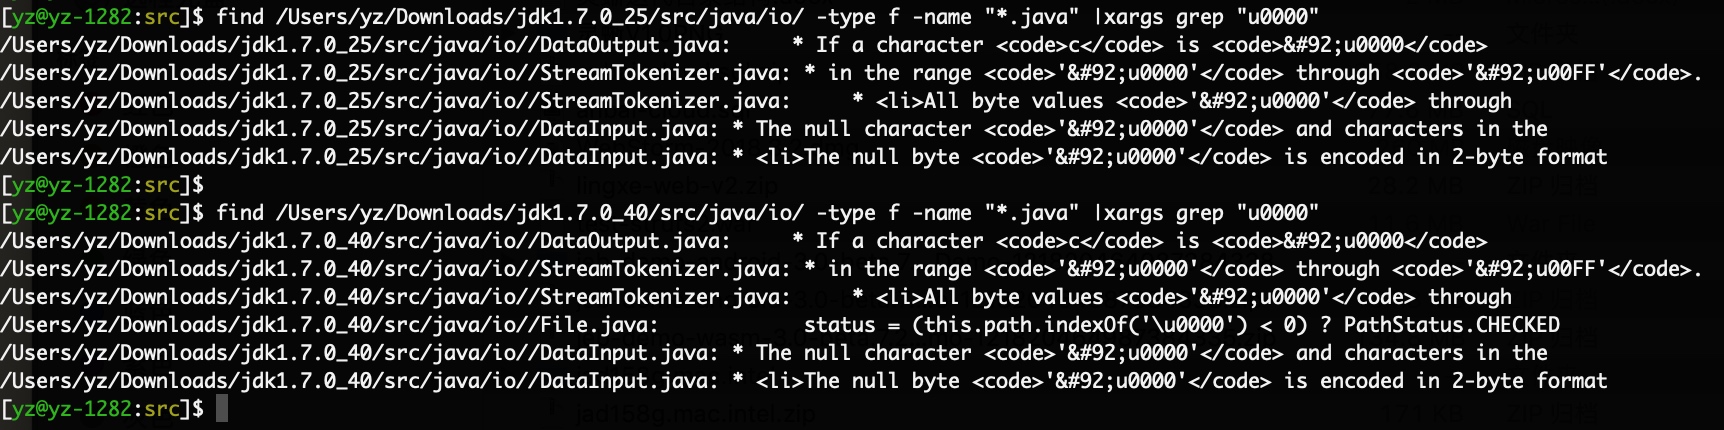 [yz@yz-1282:src]$ find /Users/yz/Downloads/jdk1.7.0_25/src/java/io/ -type f -name "*.java" |xargs grep "u0000"
/Users/yz/Downloads/jdk1.7.0_25/src/java/io//DataOutput.java:     * If a character <code>c</code> is <code>&#92;u0000</code>
/Users/yz/Downloads/jdk1.7.0_25/src/java/io//StreamTokenizer.java: * in the range <code>'&#92;u0000'</code> through <code>'&#92;u00FF'</code>.
/Users/yz/Downloads/jdk1.7.0_25/src/java/io//StreamTokenizer.java:     * <li>All byte values <code>'&#92;u0000'</code> through
/Users/yz/Downloads/jdk1.7.0_25/src/java/io//DataInput.java: * The null character <code>'&#92;u0000'</code> and characters in the
/Users/yz/Downloads/jdk1.7.0_25/src/java/io//DataInput.java: * <li>The null byte <code>'&#92;u0000'</code> is encoded in 2-byte format
[yz@yz-1282:src]$
[yz@yz-1282:src]$ find /Users/yz/Downloads/jdk1.7.0_40/src/java/io/ -type f -name "*.java" |xargs grep "u0000"
/Users/yz/Downloads/jdk1.7.0_40/src/java/io//DataOutput.java:     * If a character <code>c</code> is <code>&#92;u0000</code>
/Users/yz/Downloads/jdk1.7.0_40/src/java/io//StreamTokenizer.java: * in the range <code>'&#92;u0000'</code> through <code>'&#92;u00FF'</code>.
/Users/yz/Downloads/jdk1.7.0_40/src/java/io//StreamTokenizer.java:     * <li>All byte values <code>'&#92;u0000'</code> through
/Users/yz/Downloads/jdk1.7.0_40/src/java/io//File.java:            status = (this.path.indexOf('\u0000') < 0) ? PathStatus.CHECKED
/Users/yz/Downloads/jdk1.7.0_40/src/java/io//DataInput.java: * The null character <code>'&#92;u0000'</code> and characters in the
/Users/yz/Downloads/jdk1.7.0_40/src/java/io//DataInput.java: * <li>The null byte <code>'&#92;u0000'</code> is encoded in 2-byte format
[yz@yz-1282:src]$